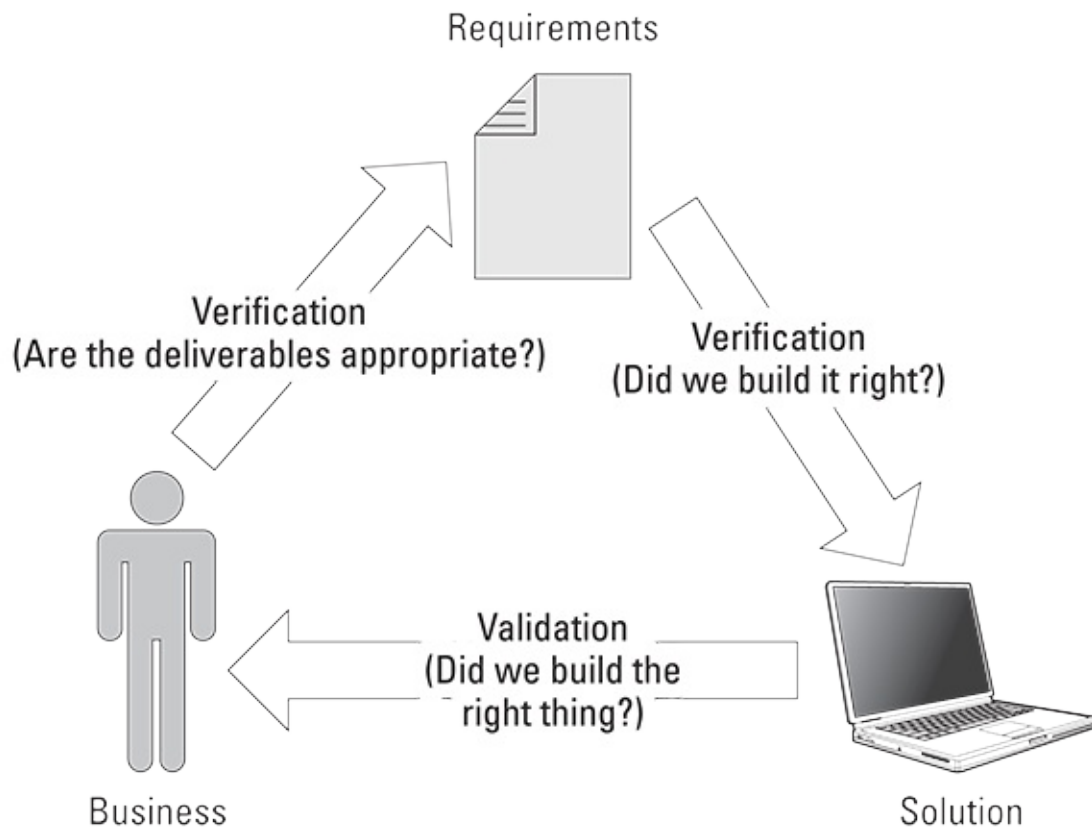 Requirements
Verification
(Are the deliverables appropriate?)
Verification
(Did we build it right?)
Validation
(Did we build the
right thing?)
Business
Solution